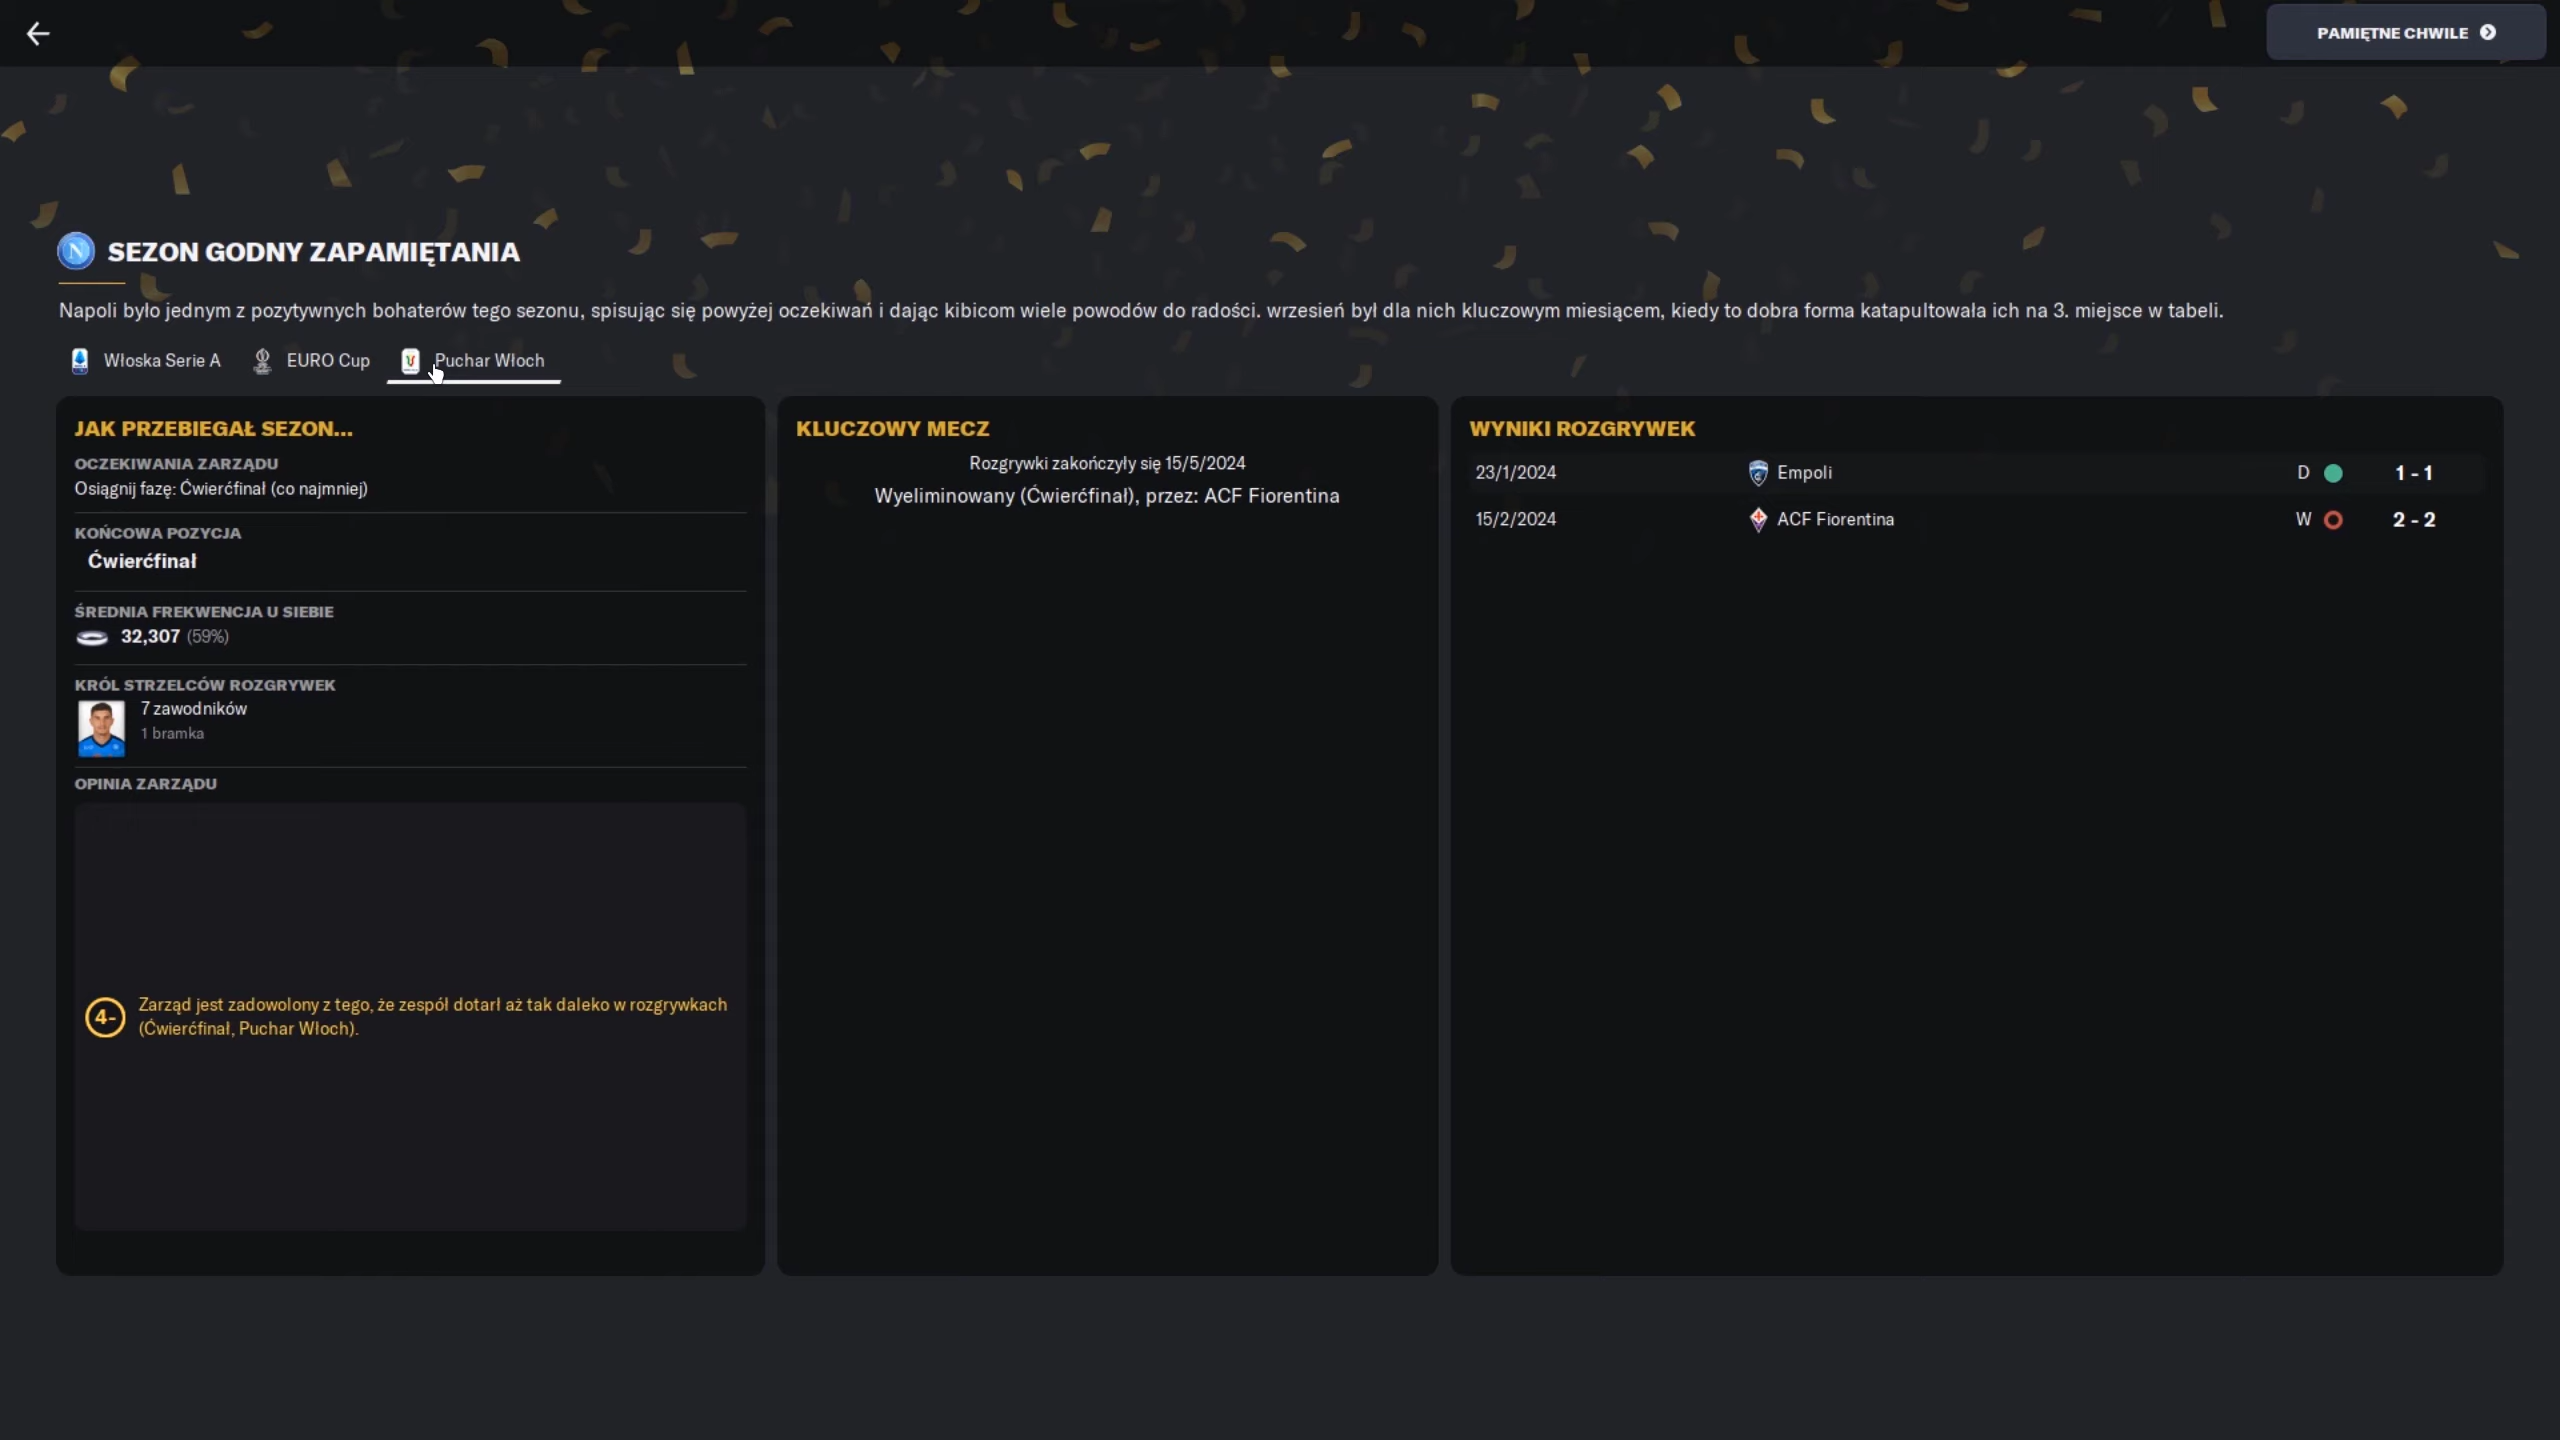 PAMIĘTNE CHWILE
SEZON GODNY ZAPAMIĘTANIA
Napoli było jednym z pozytywnych bohaterów tego sezonu, spisując się powyżej oczekiwań i dając kibicom wiele powodów do radości. wrzesień był dla nich kluczowym miesiącem, kiedy to dobra forma katapultowała ich na 3. miejsce w tabeli.
Włoska Serie A
EURO Cup
Puchar Włoch
JAK PRZEBIEGAŁ SEZON...
OCZEKIWANIA ZARZĄDU
Osiągnij fazę: Ćwierćfinał (co najmniej)
KOŃCOWA POZYCJA
Ćwierćfinał
ŚREDNIA FREKWENCJA U SIEBIE
32,307 (59%)
KRÓL STRZELCÓW ROZGRYWEK
7 zawodników
1 bramka
OPINIA ZARZĄDU
4-
Zarząd jest zadowolony z tego, że zespół dotarł aż tak daleko w rozgrywkach
(Ćwierćfinał, Puchar Włoch).
KLUCZOWY MECZ
Rozgrywki zakończyły się 15/5/2024
Wyeliminowany (Ćwierćfinał), przez: ACF Fiorentina
WYNIKI ROZGRYWEK
23/1/2024 Empoli D 1 - 1
15/2/2024 ACF Fiorentina W 2 - 2